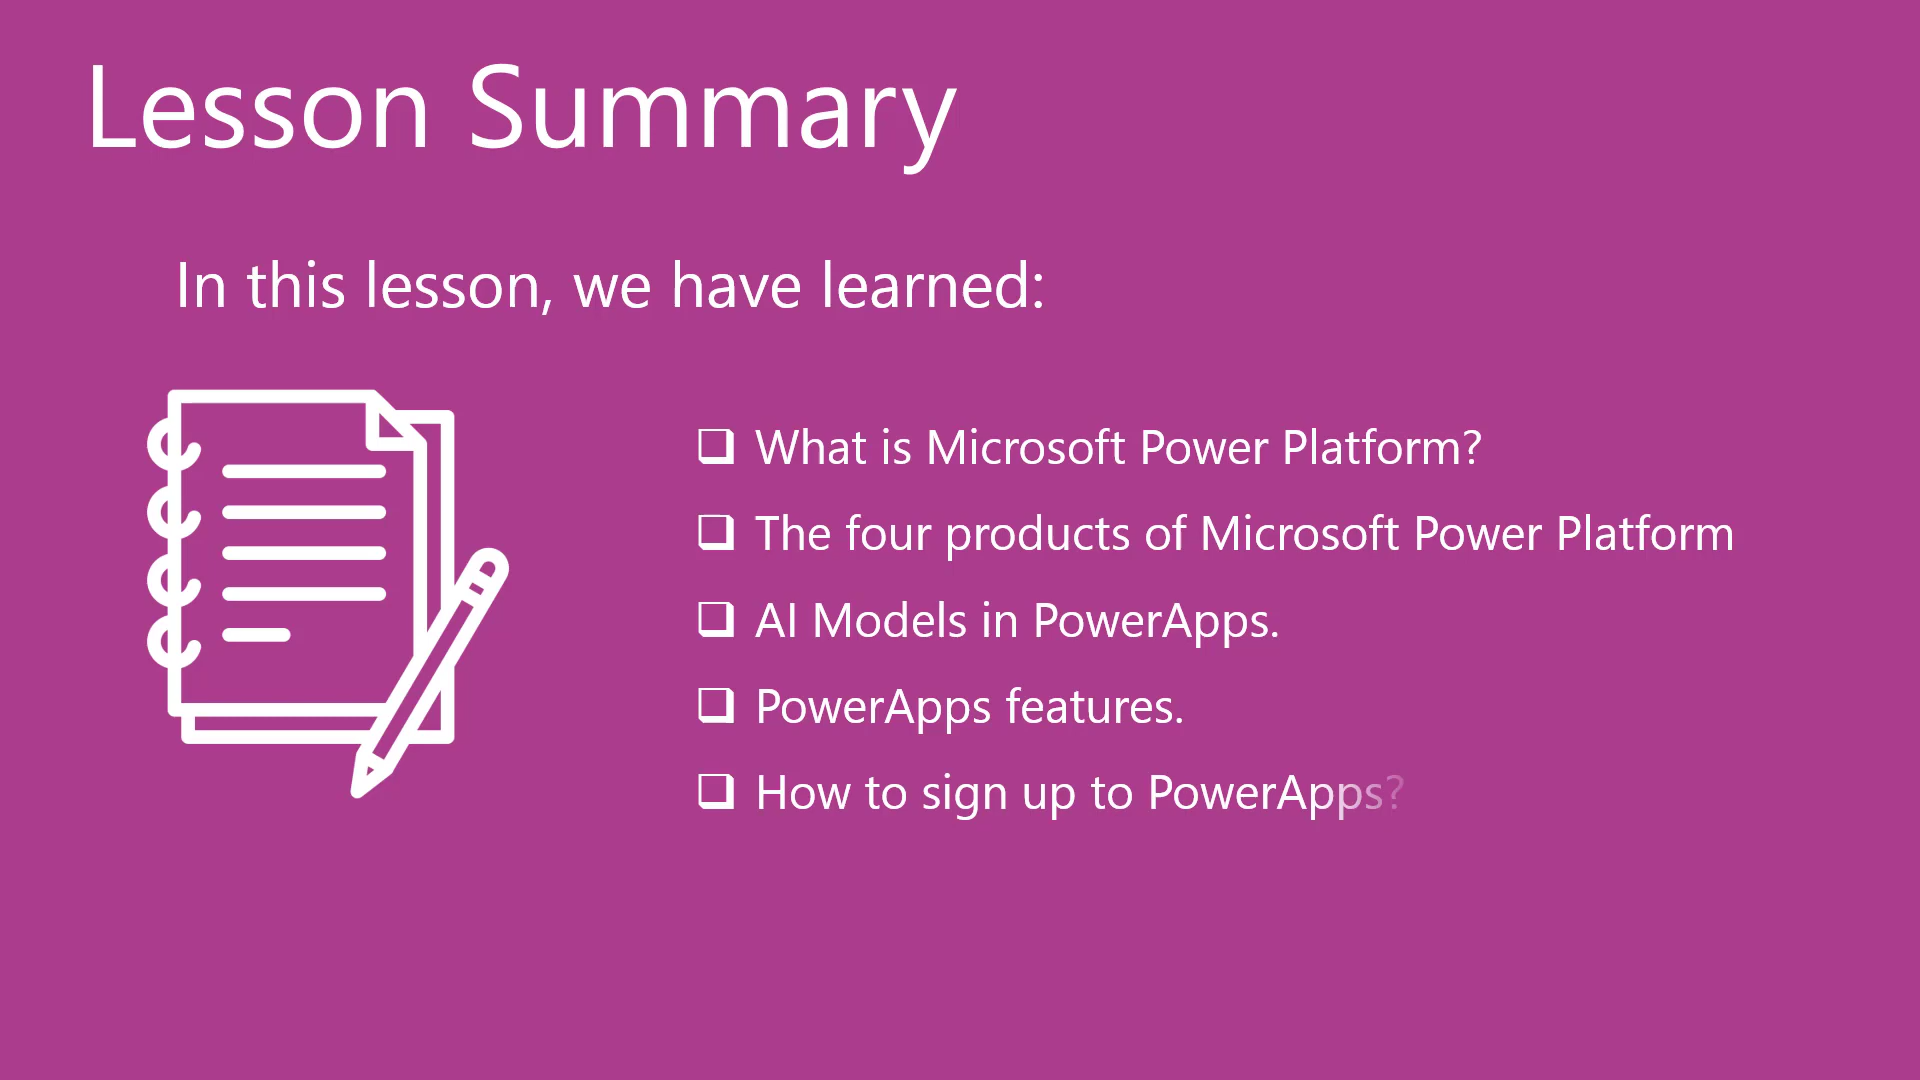 Lesson Summary
In this lesson, we have learned:
❑ What is Microsoft Power Platform?
❑ The four products of Microsoft Power Platform
❑ AI Models in PowerApps.
❑ PowerApps features.
❑ How to sign up to PowerApps?